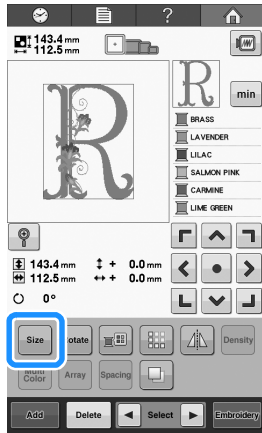 ?
143.4 mm
112.5 mm
R
R
min
BRASS
LAVENDER
LILAC
SALMON PINK
CARMINE
LIME GREEN
143.4 mm + 0.0 mm
112.5 mm + 0.0 mm
0°
Size otate Density
Multi
Color Array Spacing
Add Delete Select Embroidery